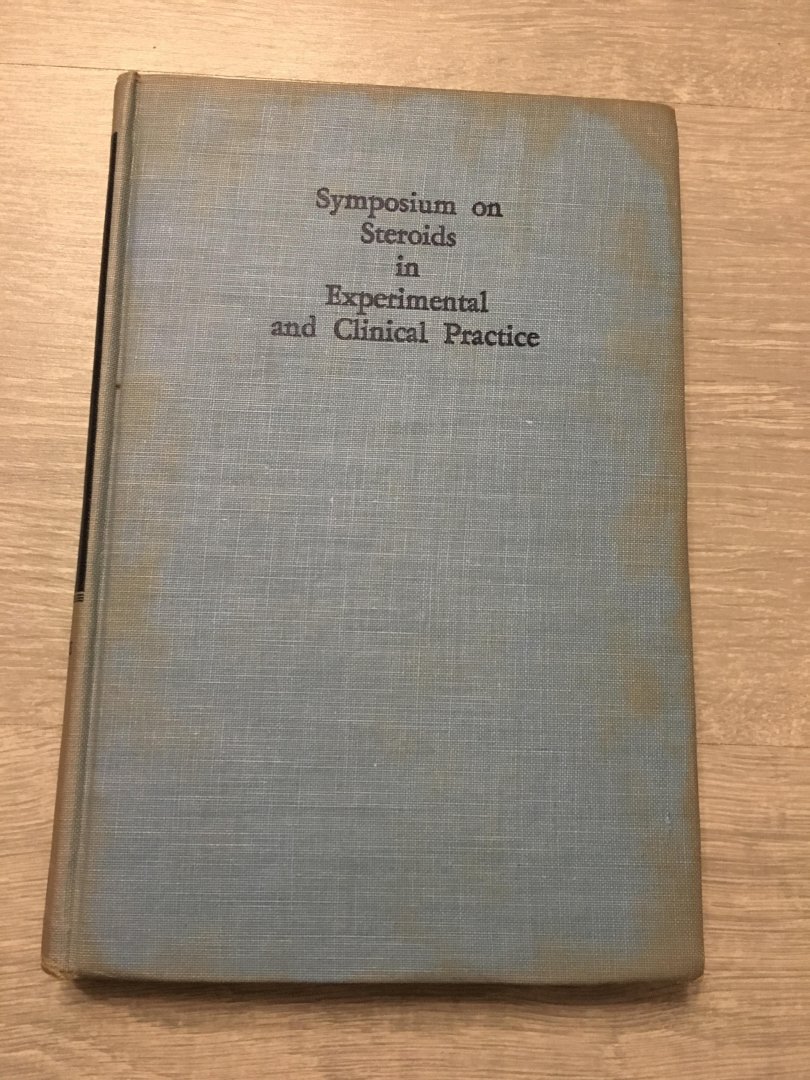 Symposium on
Steroids
in
Experimental
and Clinical Practice